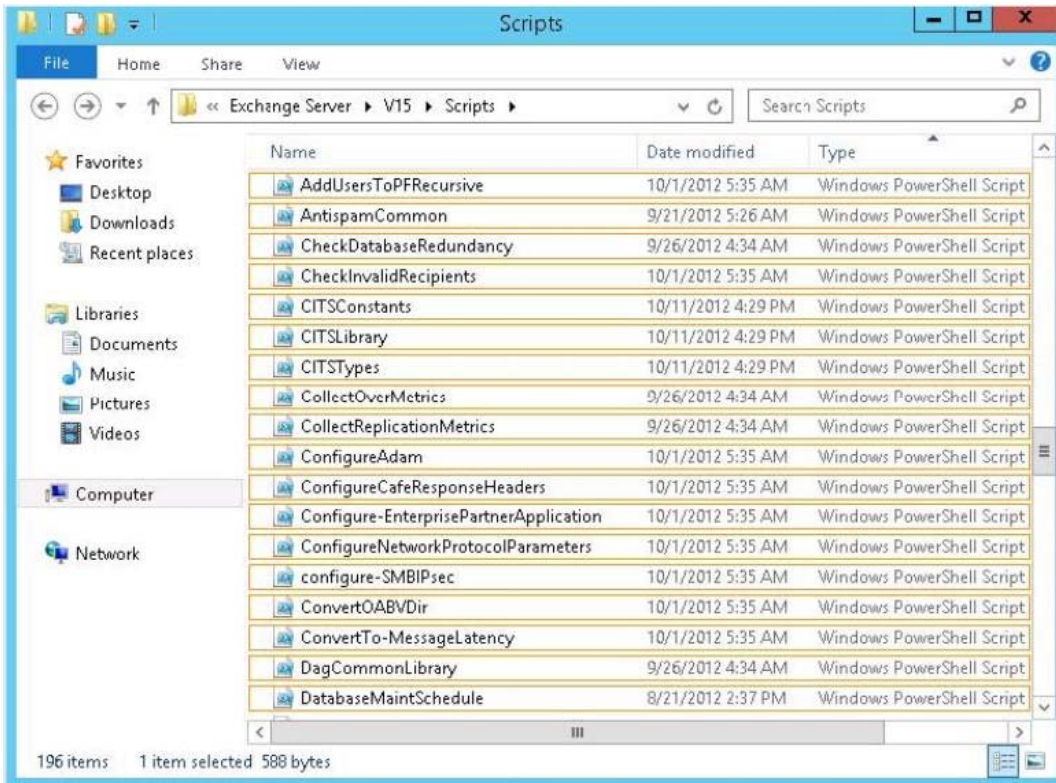 Scripts
File Home Share View
« Exchange Server ▸ V15 ▸ Scripts ▸ Search Scripts
Name Date modified Type
Favorites
Desktop
Downloads
Recent places
Libraries
Documents
Music
Pictures
Videos
Computer
Network
AddUsersToPFRecursive 10/1/2012 5:35 AM Windows PowerShell Script
AntispamCommon 9/21/2012 5:26 AM Windows PowerShell Script
CheckDatabaseRedundancy 9/26/2012 4:34 AM Windows PowerShell Script
CheckInvalidRecipients 10/1/2012 5:35 AM Windows PowerShell Script
CITSConstants 10/11/2012 4:29 PM Windows PowerShell Script
CITSLibrary 10/11/2012 4:29 PM Windows PowerShell Script
CITSTypes 10/11/2012 4:29 PM Windows PowerShell Script
CollectOverMetrics 9/26/2012 4:34 AM Windows PowerShell Script
CollectReplicationMetrics 9/26/2012 4:34 AM Windows PowerShell Script
ConfigureAdam 10/1/2012 5:35 AM Windows PowerShell Script
ConfigureCafeResponseHeaders 10/1/2012 5:35 AM Windows PowerShell Script
Configure-EnterprisePartnerApplication 10/1/2012 5:35 AM Windows PowerShell Script
ConfigureNetworkProtocolParameters 10/1/2012 5:35 AM Windows PowerShell Script
configure-SMBIPsec 10/1/2012 5:35 AM Windows PowerShell Script
ConvertOABVDir 10/1/2012 5:35 AM Windows PowerShell Script
ConvertTo-MessageLatency 10/1/2012 5:35 AM Windows PowerShell Script
DagCommonLibrary 9/26/2012 4:34 AM Windows PowerShell Script
DatabaseMaintSchedule 8/21/2012 2:37 PM Windows PowerShell Script
196 items 1 item selected 588 bytes